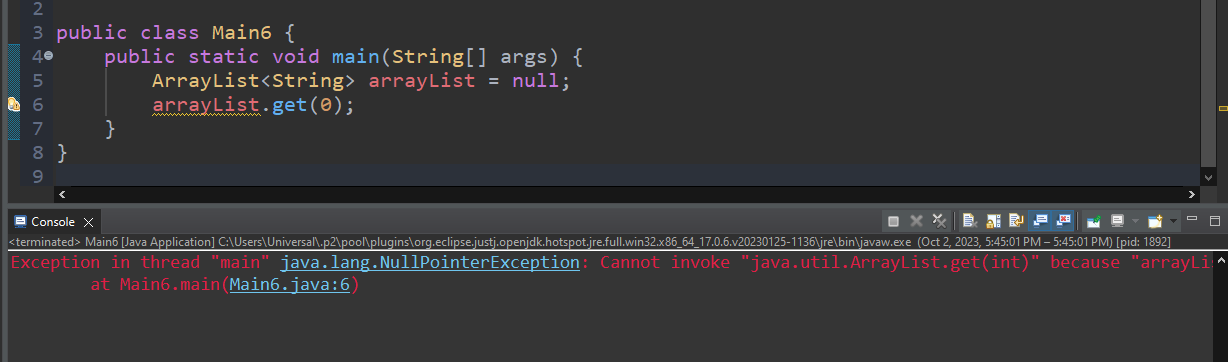 2
3 public class Main6 {
4 public static void main(String[] args) {
5 ArrayList<String> arrayList = null;
6 arrayList.get(0);
7 }
8 }
9
Console
<terminated> Main6 [Java Application] C:\Users\Universal\.p2\pool\plugins\org.eclipse.justj.openjdk.hotspot.jre.full.win32.x86_64_17.0.6.v20230125-1136\jre\bin\javaw.exe (Oct 2, 2023, 5:45:01 PM – 5:45:01 PM) [pid: 1892]
Exception in thread "main" java.lang.NullPointerException: Cannot invoke "java.util.ArrayList.get(int)" because "arrayLi
at Main6.main(Main6.java:6)